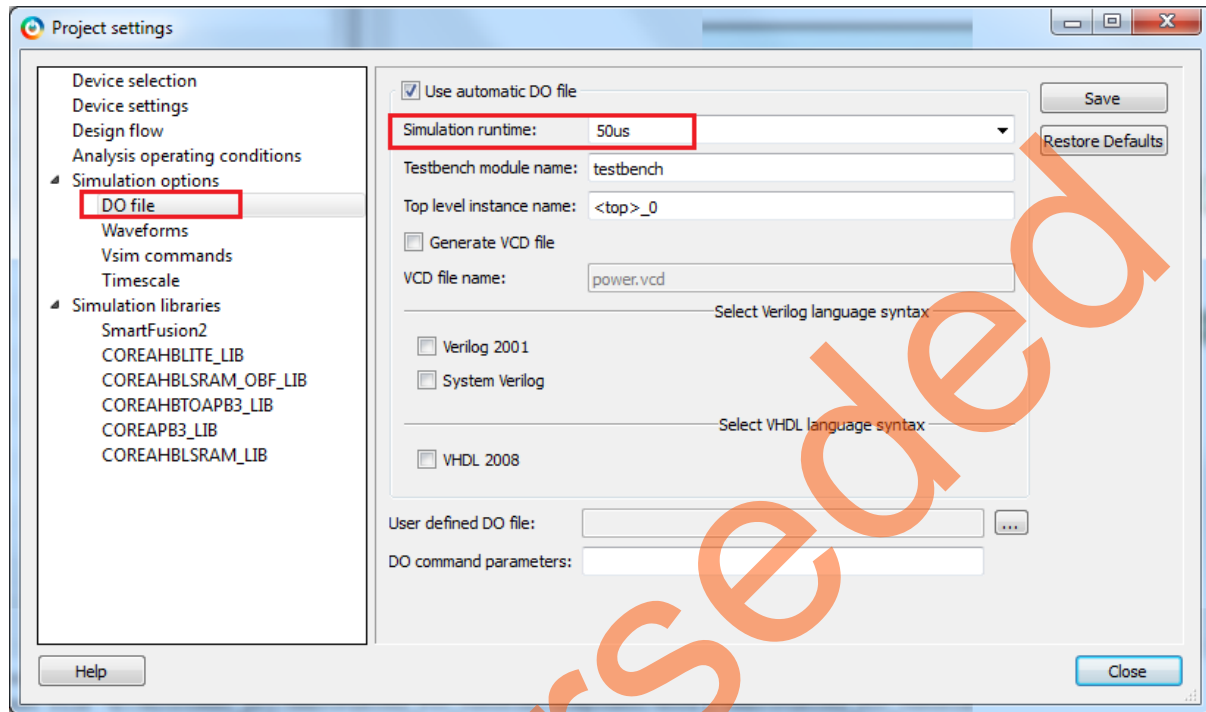 Project settings
Device selection
Device settings
Design flow
Analysis operating conditions
Simulation options
DO file
Waveforms
Vsim commands
Timescale
Simulation libraries
SmartFusion2
COREAHBLITE_LIB
COREAHBLSRAM_OBF_LIB
COREAHBTOAPB3_LIB
COREAPB3_LIB
COREAHBLSRAM_LIB
Use automatic DO file
Simulation runtime: 50us
Testbench module name: testbench
Top level instance name: <top>_0
Generate VCD file
VCD file name: power.vcd
Select Verilog language syntax
Verilog 2001
System Verilog
Select VHDL language syntax
VHDL 2008
User defined DO file: ...
DO command parameters:
Save
Restore Defaults
Help
Close
rseded